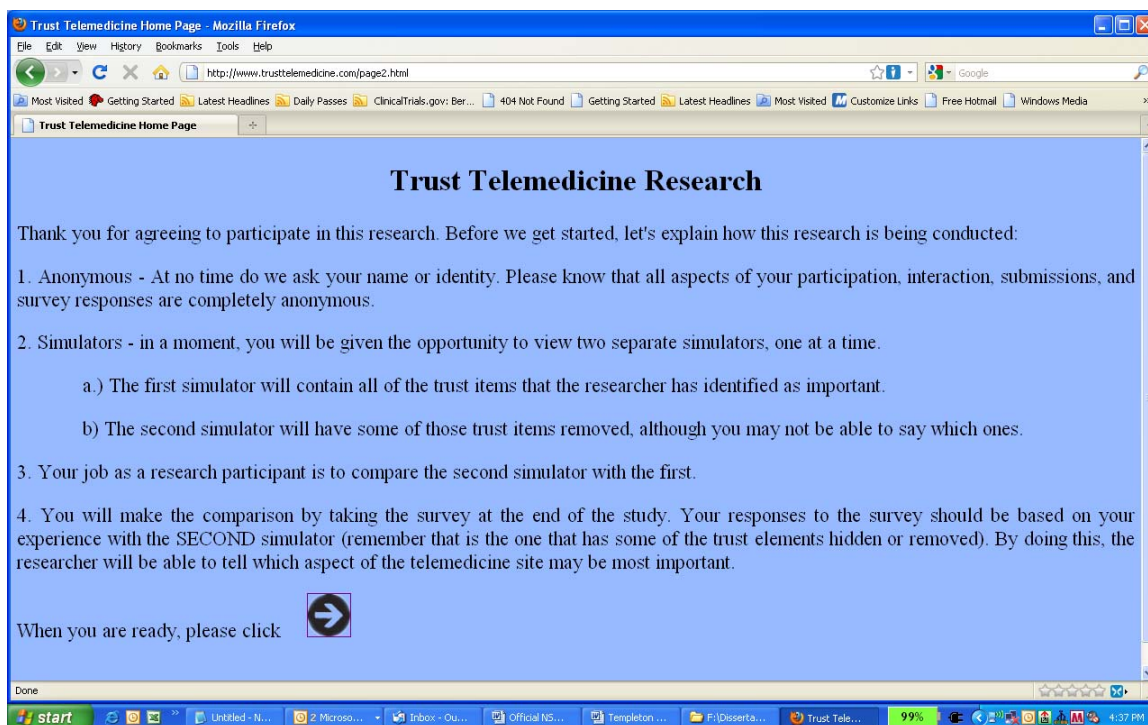 Trust Telemedicine Home Page - Mozilla Firefox
File Edit View History Bookmarks Tools Help
http://www.trusttelemedicine.com/page2.html
Google
Most Visited Getting Started Latest Headlines Daily Passes ClinicalTrials.gov: Ber... 404 Not Found Getting Started Latest Headlines Most Visited Customize Links Free Hotmail Windows Media »
Trust Telemedicine Home Page
Trust Telemedicine Research
Thank you for agreeing to participate in this research. Before we get started, let's explain how this research is being conducted:
1. Anonymous - At no time do we ask your name or identity. Please know that all aspects of your participation, interaction, submissions, and
survey responses are completely anonymous.
2. Simulators - in a moment, you will be given the opportunity to view two separate simulators, one at a time.
a.) The first simulator will contain all of the trust items that the researcher has identified as important.
b) The second simulator will have some of those trust items removed, although you may not be able to say which ones.
3. Your job as a research participant is to compare the second simulator with the first.
4. You will make the comparison by taking the survey at the end of the study. Your responses to the survey should be based on your
experience with the SECOND simulator (remember that is the one that has some of the trust elements hidden or removed). By doing this, the
researcher will be able to tell which aspect of the telemedicine site may be most important.
When you are ready, please click
Done
start » Untitled - N... 2 Microso... Inbox - Ou... Official NS... Templeton ... F:\Disserta... Trust Tele... 99% 4:37 PM